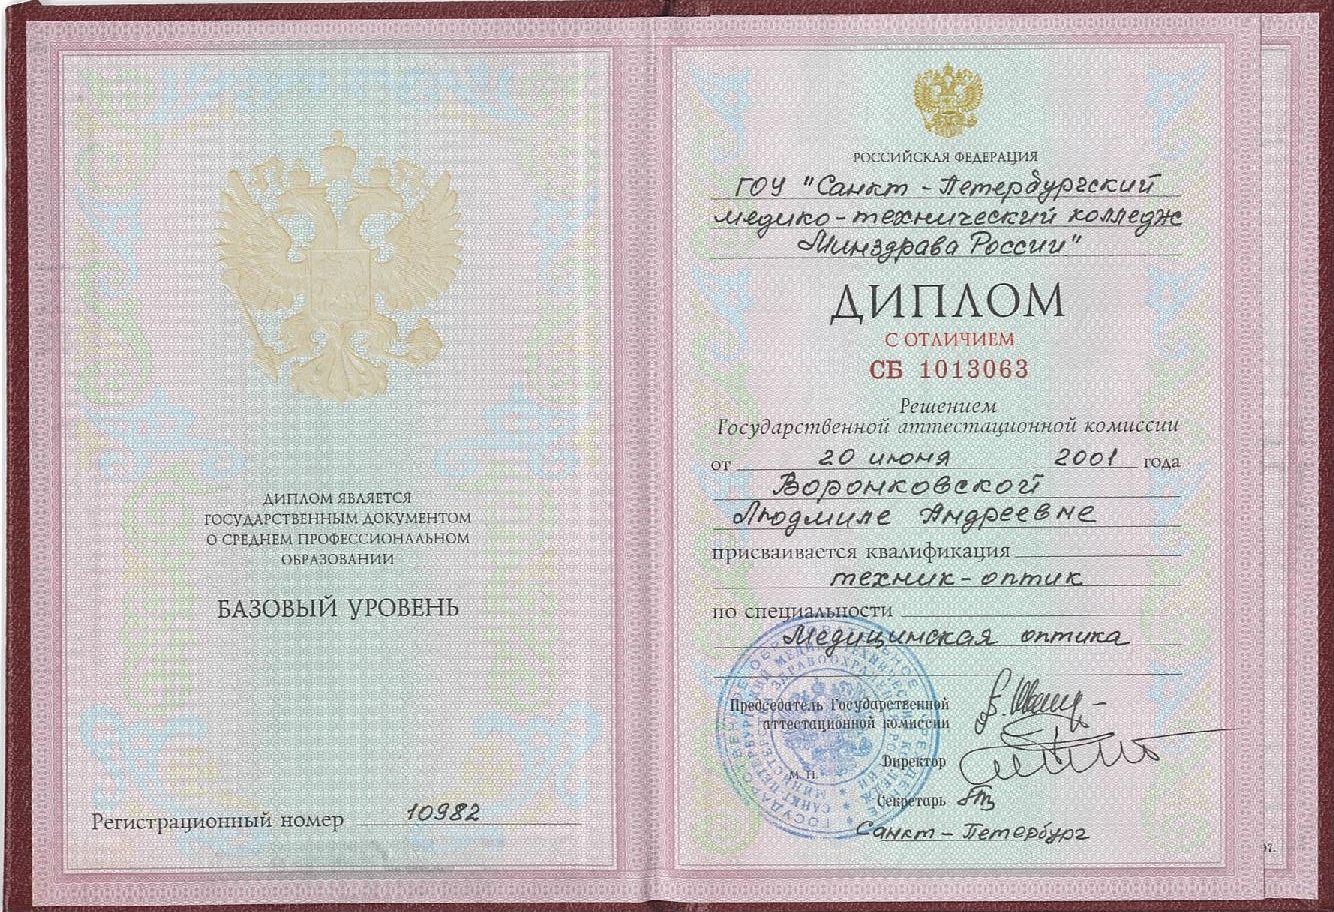 ДИПЛОМ ЯВЛЯЕТСЯ
ГОСУДАРСТВЕННЫМ ДОКУМЕНТОМ
О СРЕДНЕМ ПРОФЕССИОНАЛЬНОМ
ОБРАЗОВАНИИ
БАЗОВЫЙ УРОВЕНЬ
Регистрационный номер 10982
РОССИЙСКАЯ ФЕДЕРАЦИЯ
ГОУ "Санкт-Петербургский
медико-технический колледж
Минздрава России"
ДИПЛОМ
С ОТЛИЧИЕМ
СБ 1013063
Решением
Государственной аттестационной комиссии
от 20 июня 2001 года
Воронковской
Людмиле Андреевне
присваивается квалификация
техник-оптик
по специальности
Медицинская оптика
Председатель Государственной
аттестационной комиссии
Директор
М.П.
Секретарь
Санкт-Петербург